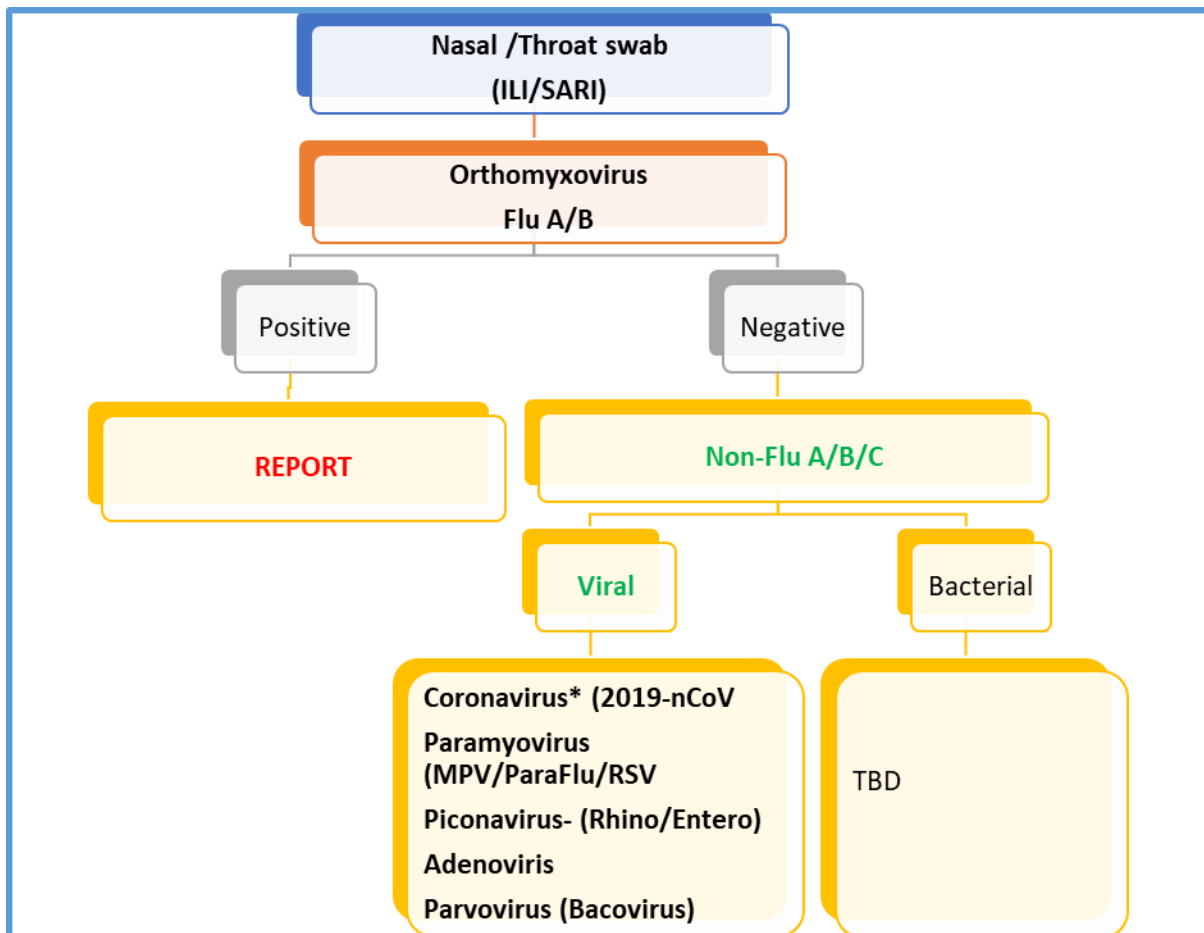 Nasal /Throat swab
(ILI/SARI)
Orthomyxovirus
Flu A/B
Positive
Negative
REPORT
Non-Flu A/B/C
Viral
Bacterial
Coronavirus* (2019-nCoV
Paramyovirus
(MPV/ParaFlu/RSV
Piconavirus- (Rhino/Entero)
Adenoviris
Parvovirus (Bacovirus)
TBD